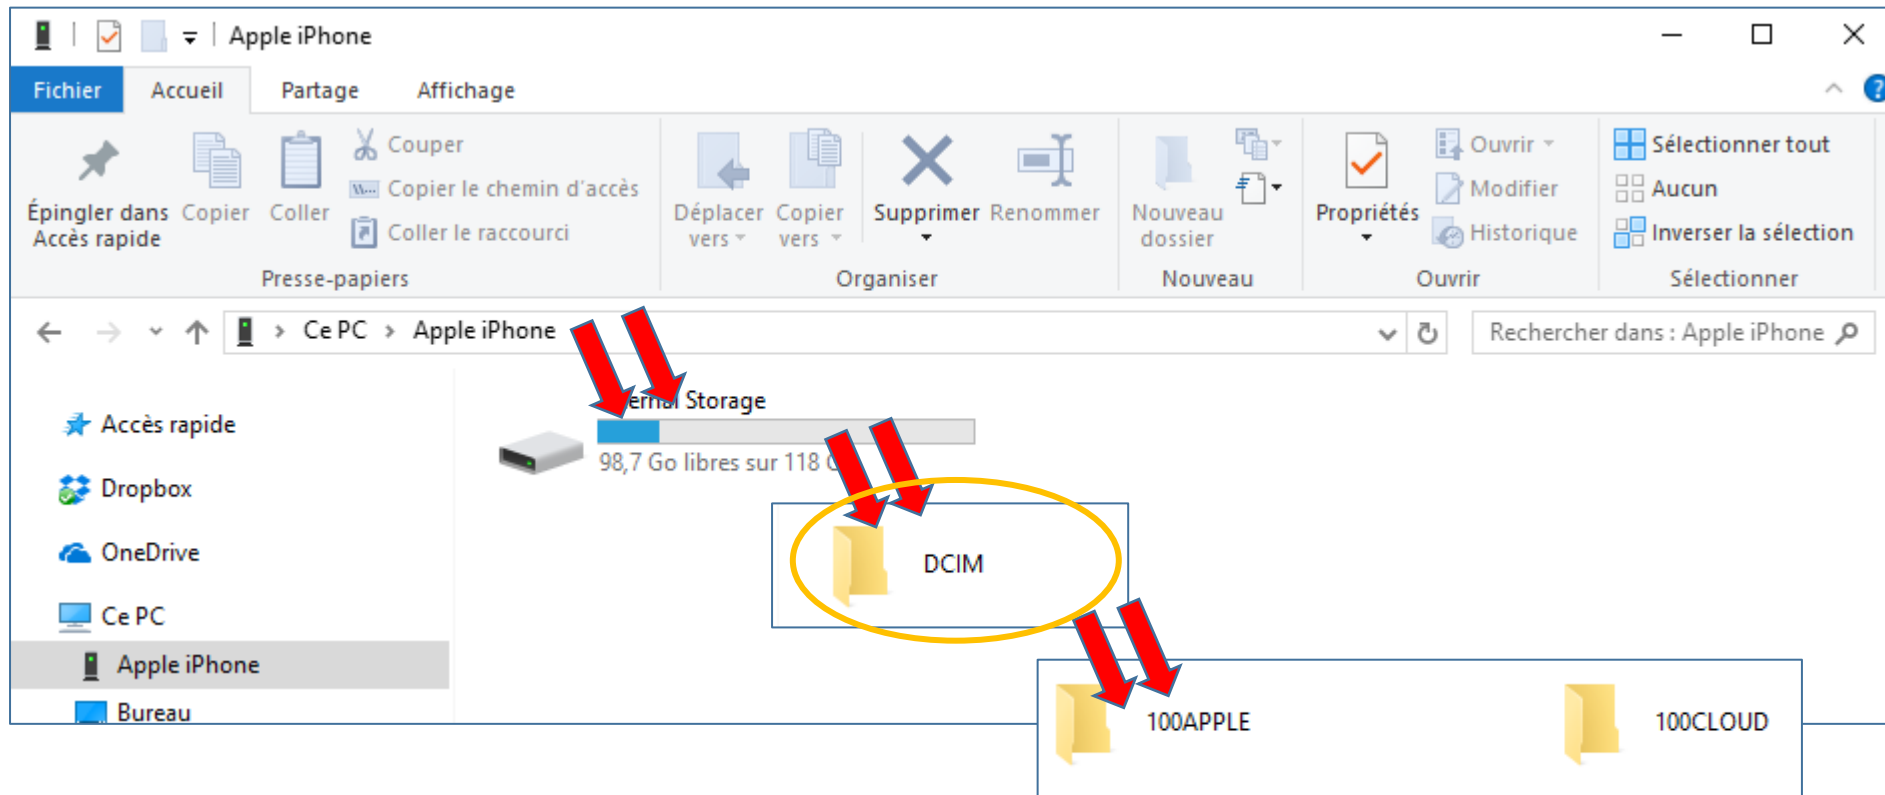 Apple iPhone
Fichier Accueil Partage Affichage
Couper
Copier le chemin d'accès
Coller le raccourci
Épingler dans
Accès rapide
Copier
Coller
Presse-papiers
Déplacer
vers
Copier
vers
Supprimer
Renommer
Organiser
Nouveau
dossier
Nouveau
Propriétés
Ouvrir
Modifier
Historique
Ouvrir
Sélectionner tout
Aucun
Inverser la sélection
Sélectionner
Ce PC > Apple iPhone
Rechercher dans : Apple iPhone
Accès rapide
Dropbox
OneDrive
Ce PC
Apple iPhone
Bureau
Storage
98,7 Go libres sur 118
DCIM
100APPLE
100CLOUD